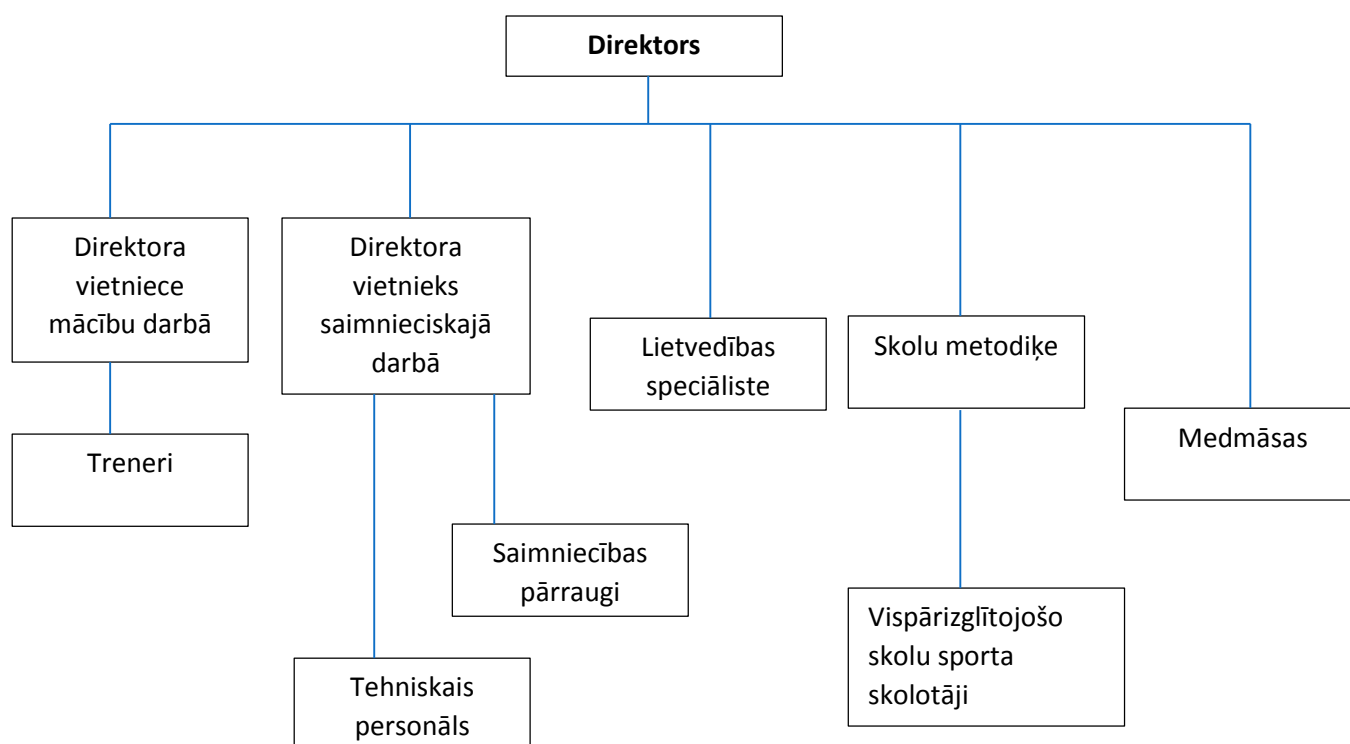 Direktors
Direktora
vietniece
mācību darbā
Direktora
vietnieks
saimnieciskajā
darbā
Lietvedības
speciāliste
Skolu metodiķe
Medmāsas
Treneri
Saimniecības
pārraugi
Vispārizglītojošo
skolu sporta
skolotāji
Tehniskais
personāls